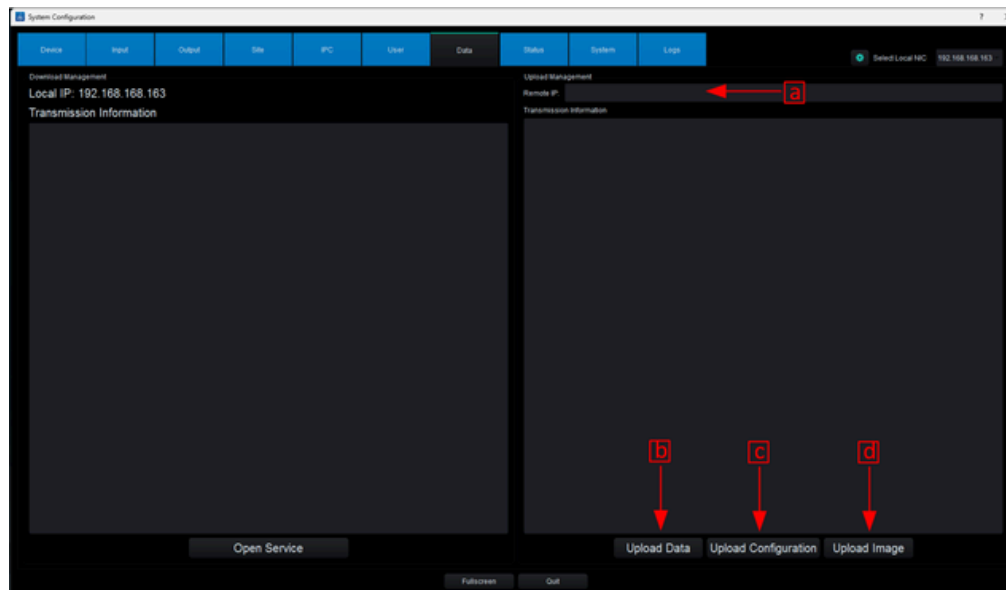 System Configuration ?
Device Input Output Site IPC User Data Status System Logs
Select Local NIC 192.168.168.163
Download Management Upload Management
Local IP: 192.168.168.163 Remote IP: a
Transmission Information Transmission Information
b c d
Open Service Upload Data Upload Configuration Upload Image
Fullscreen Quit